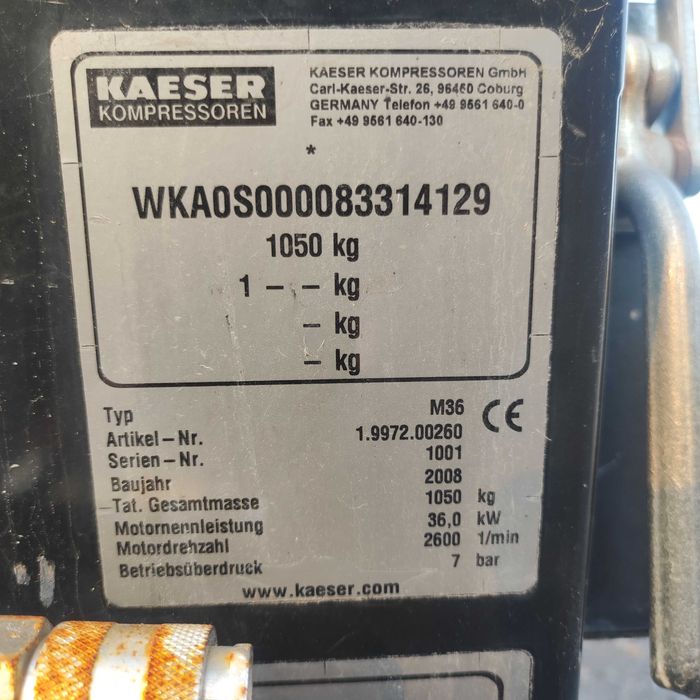 KAESER
KOMPRESSOREN
KAESER KOMPRESSOREN GmbH
Carl-Kaeser-Str. 26, 96450 Coburg
GERMANY Telefon +49 9561 640-0
Fax +49 9561 640-130
*
WKA0S000083314129
1050 kg
1 – – kg
– kg
– kg
Typ M36 CE
Artikel–Nr. 1.9972.00260
Serien–Nr. 1001
Baujahr 2008
Tat. Gesamtmasse 1050 kg
Motornennleistung 36,0 kW
Motordrehzahl 2600 1/min
Betriebsüberdruck 7 bar
www.kaeser.com